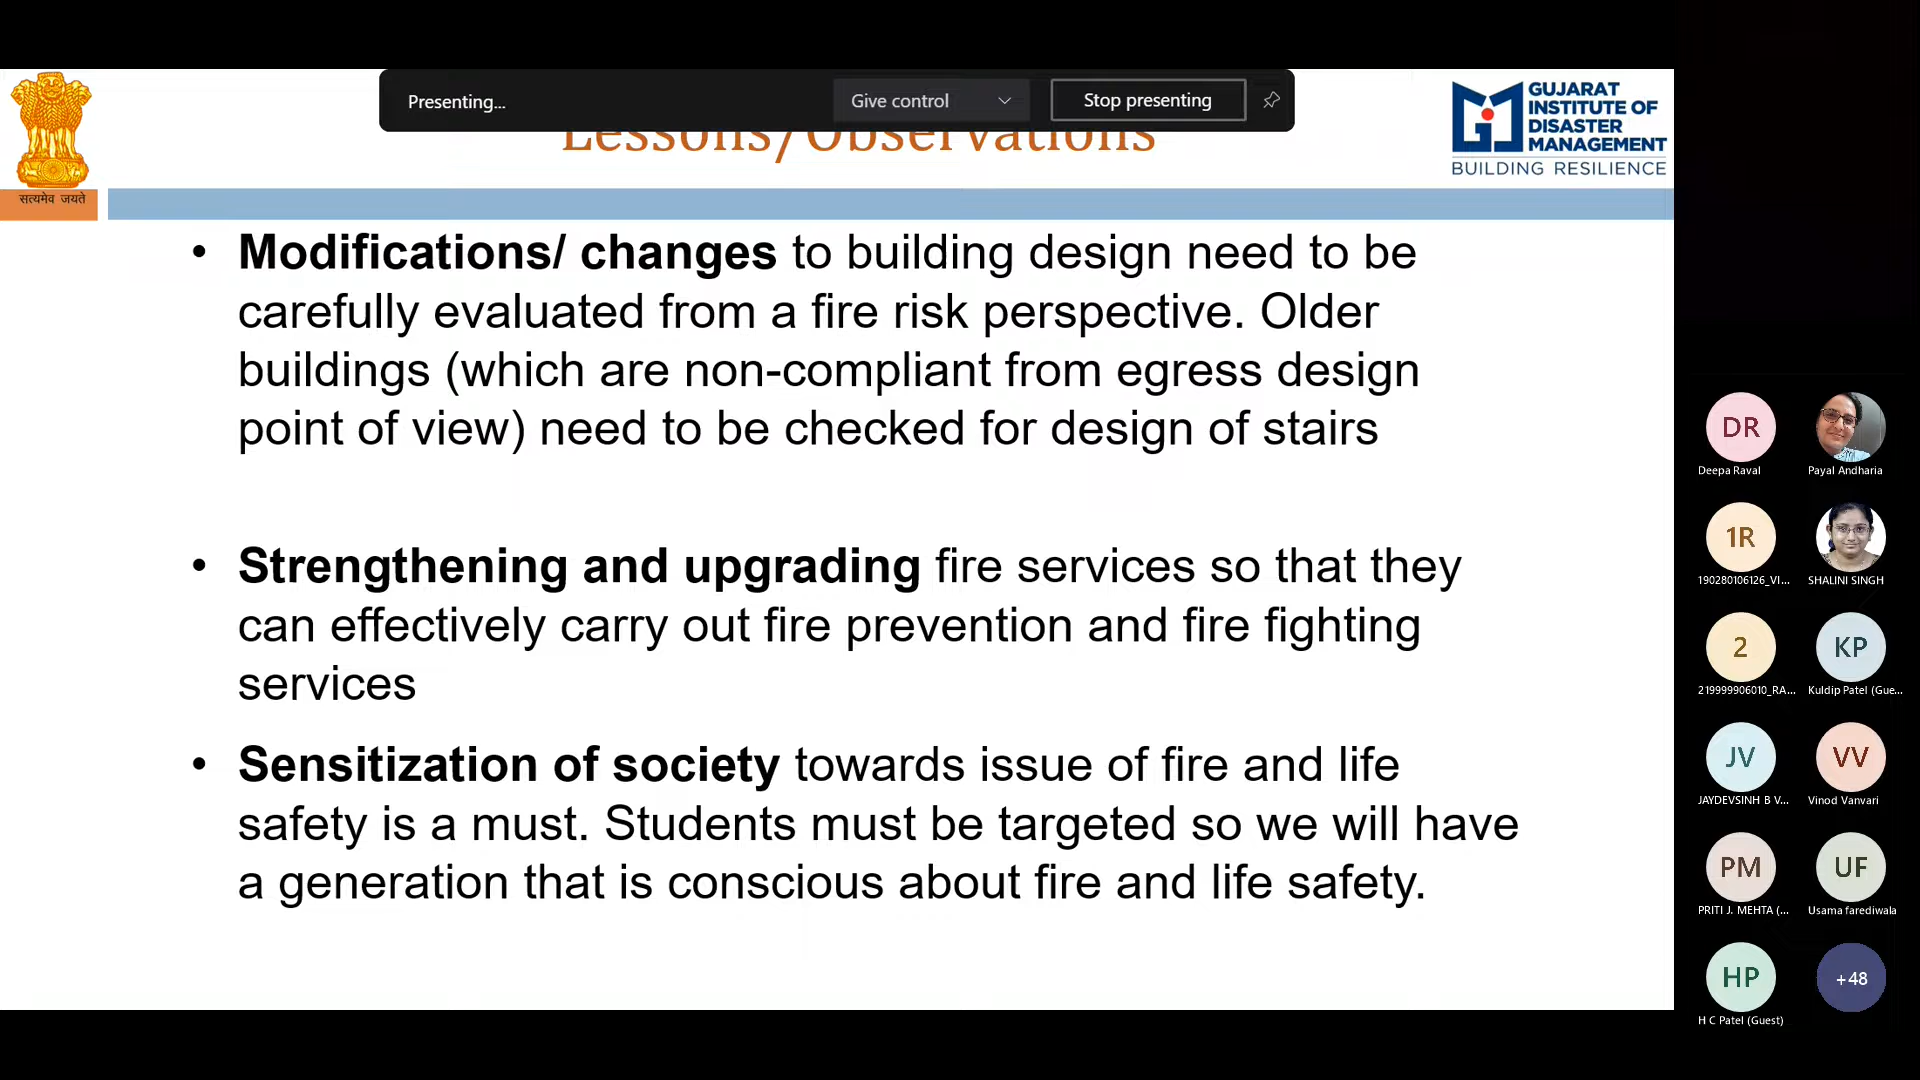 Presenting...
Give control
Stop presenting
Lessons/Observations
सत्यमेव जयते
GUJARAT
INSTITUTE OF
DISASTER
MANAGEMENT
BUILDING RESILIENCE
• Modifications/ changes to building design need to be
carefully evaluated from a fire risk perspective. Older
buildings (which are non-compliant from egress design
point of view) need to be checked for design of stairs
• Strengthening and upgrading fire services so that they
can effectively carry out fire prevention and fire fighting
services
• Sensitization of society towards issue of fire and life
safety is a must. Students must be targeted so we will have
a generation that is conscious about fire and life safety.
DR
Deepa Raval
Payal Andharia
1R
190280106126_VI...
SHALINI SINGH
2
219999906010_RA...
KP
Kuldip Patel (Gue...
JV
JAYDEVSINH B V...
VV
Vinod Vanvari
PM
PRITI J. MEHTA (...
UF
Usama farediwala
HP
H C Patel (Guest)
+48